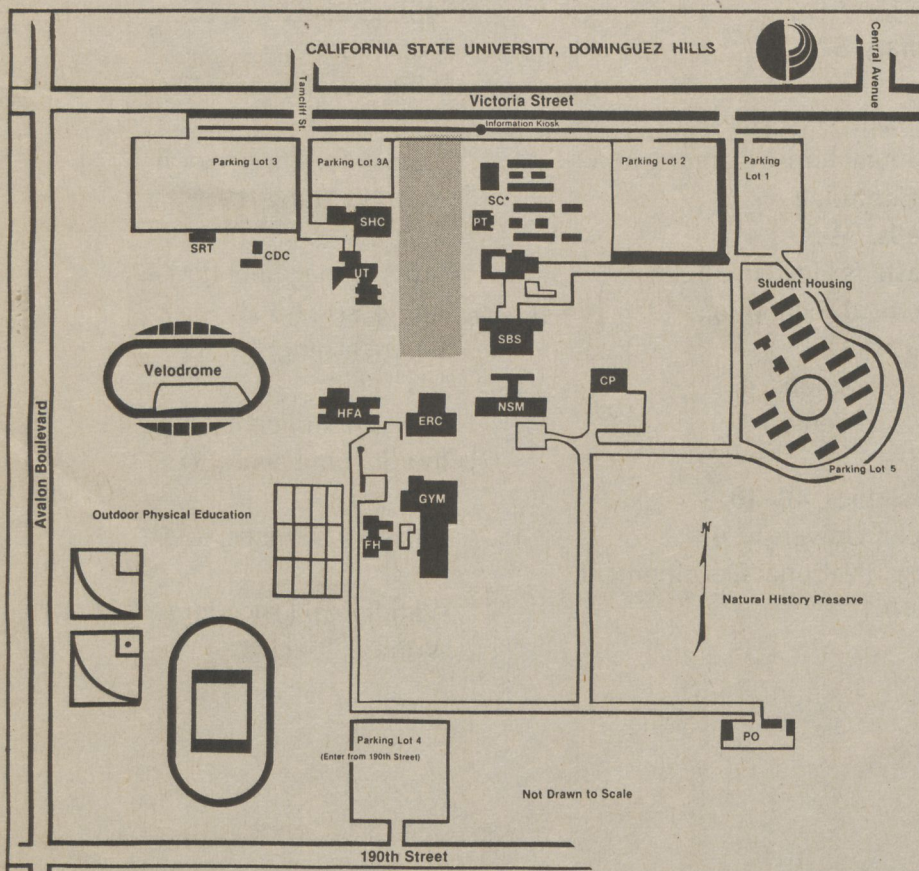 CALIFORNIA STATE UNIVERSITY, DOMINGUEZ HILLS
Central Avenue
Tamcliff St.
Victoria Street
Information Kiosk
Parking Lot 3
Parking Lot 3A
Parking Lot 2
Parking
Lot 1
SC*
SHC
PT
SRT
CDC
UT
Student Housing
SBS
Velodrome
CP
HFA
ERC
NSM
Parking Lot 5
Avalon Boulevard
GYM
Outdoor Physical Education
FH
N
Natural History Preserve
PO
Parking Lot 4
(Enter from 190th Street)
Not Drawn to Scale
190th Street